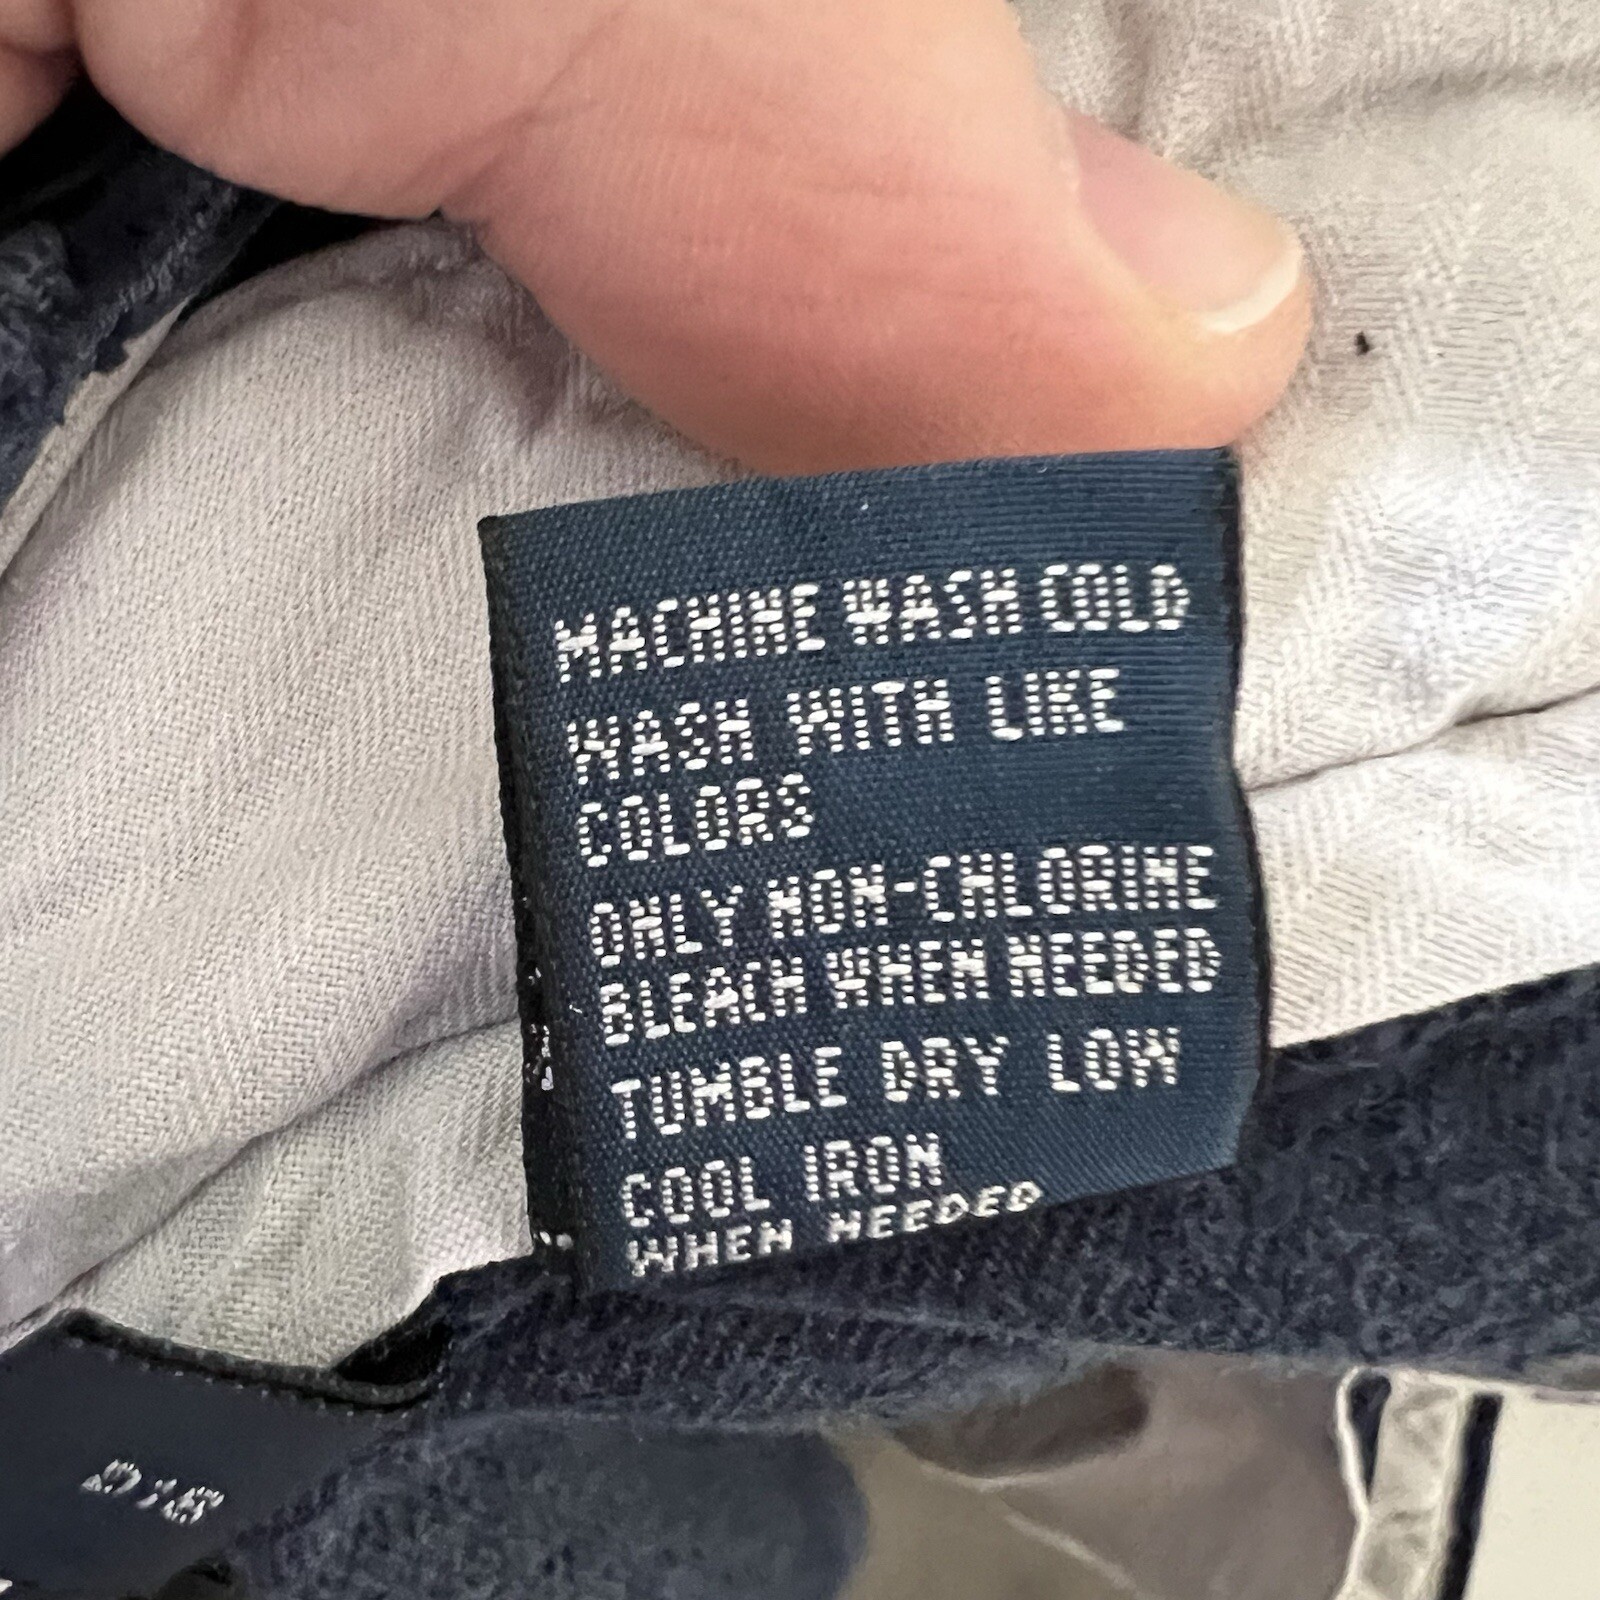 MACHINE WASH COLD
WASH WITH LIKE
COLORS
ONLY NON-CHLORINE
BLEACH WHEN NEEDED
TUMBLE DRY LOW
COOL IRON
WHEN NEEDED